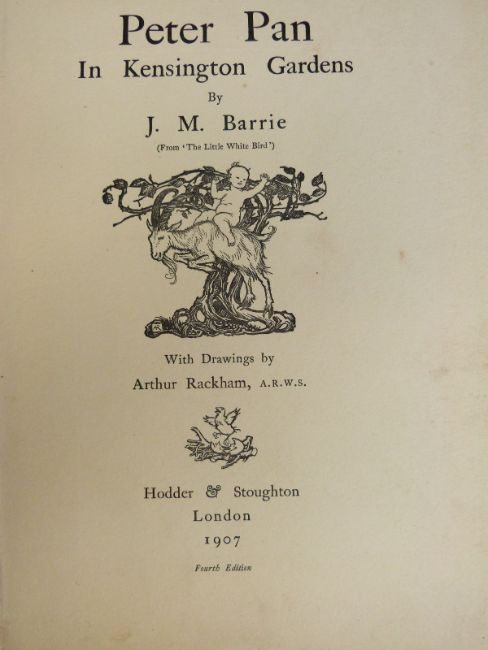 Peter Pan
In Kensington Gardens
By
J. M. Barrie
(From 'The Little White Bird')
With Drawings by
Arthur Rackham, A.R.W.S.
Hodder & Stoughton
London
1907
Fourth Edition